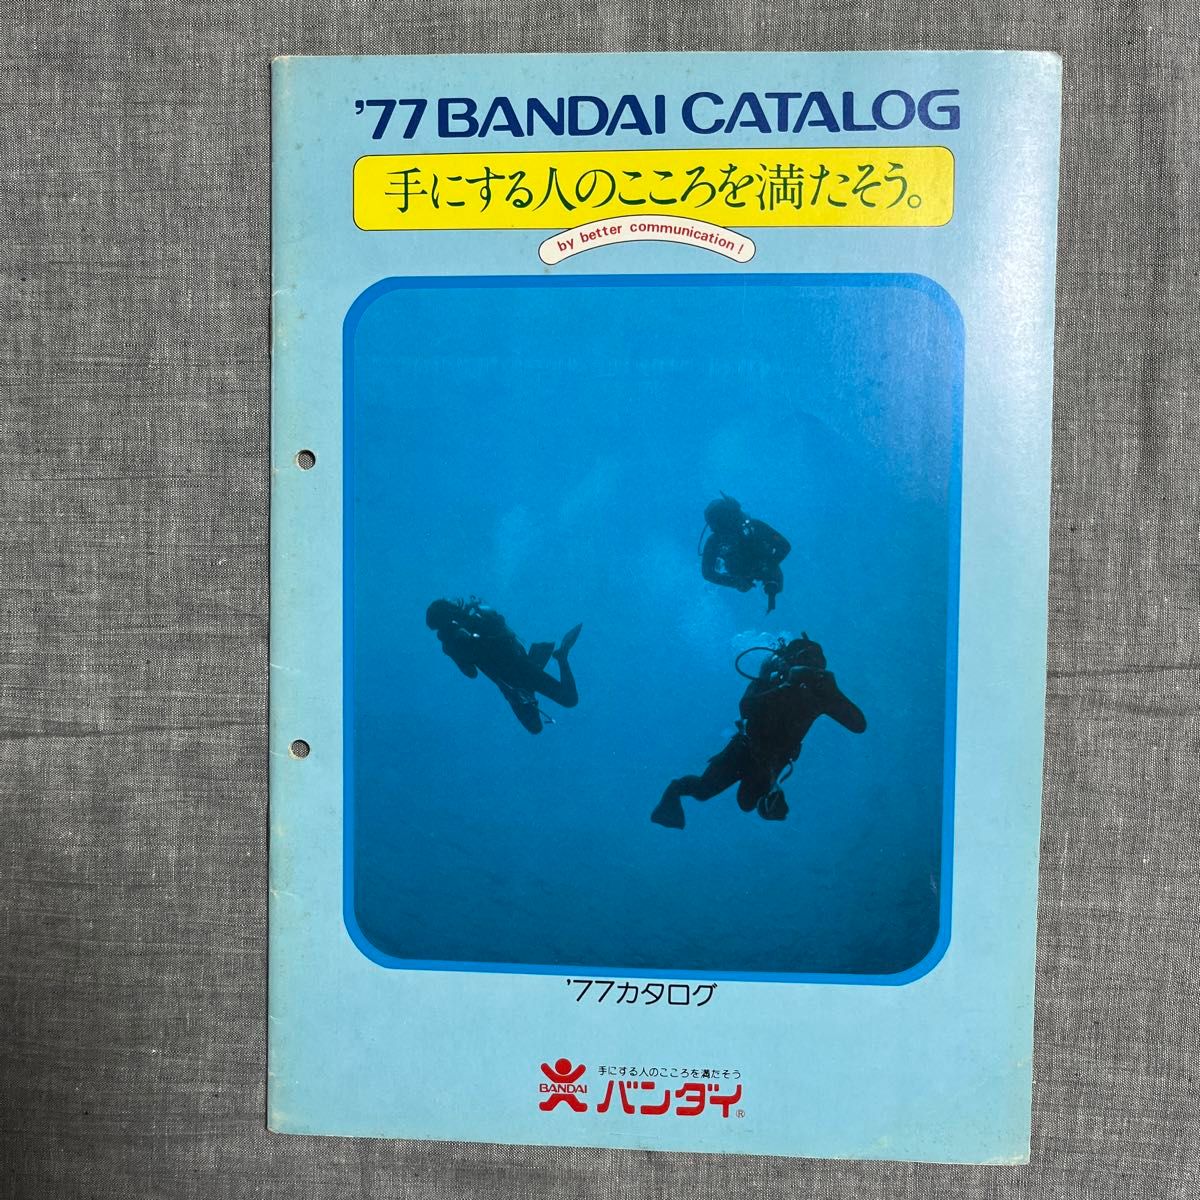 '77 BANDAI CATALOG
手にする人のこころを満たそう。
by better communication!
'77カタログ
手にする人のこころを満たそう
BANDAI
バンダイ®